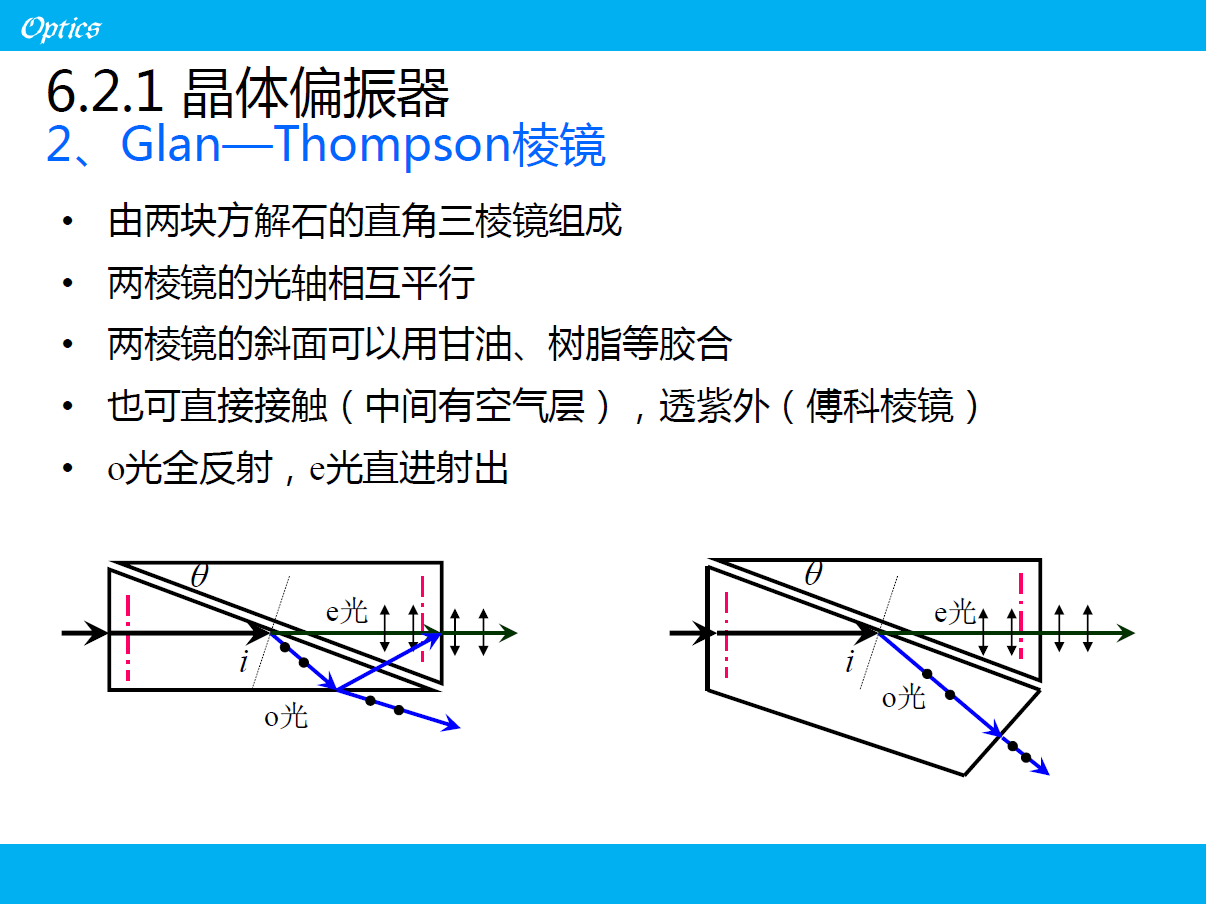 Optics
6.2.1 晶体偏振器
2、Glan—Thompson棱镜
• 由两块方解石的直角三棱镜组成
• 两棱镜的光轴相互平行
• 两棱镜的斜面可以用甘油、树脂等胶合
• 也可直接接触（中间有空气层），透紫外（傅科棱镜）
• o光全反射，e光直进射出
θ
e光
i
o光
θ
e光
i
o光